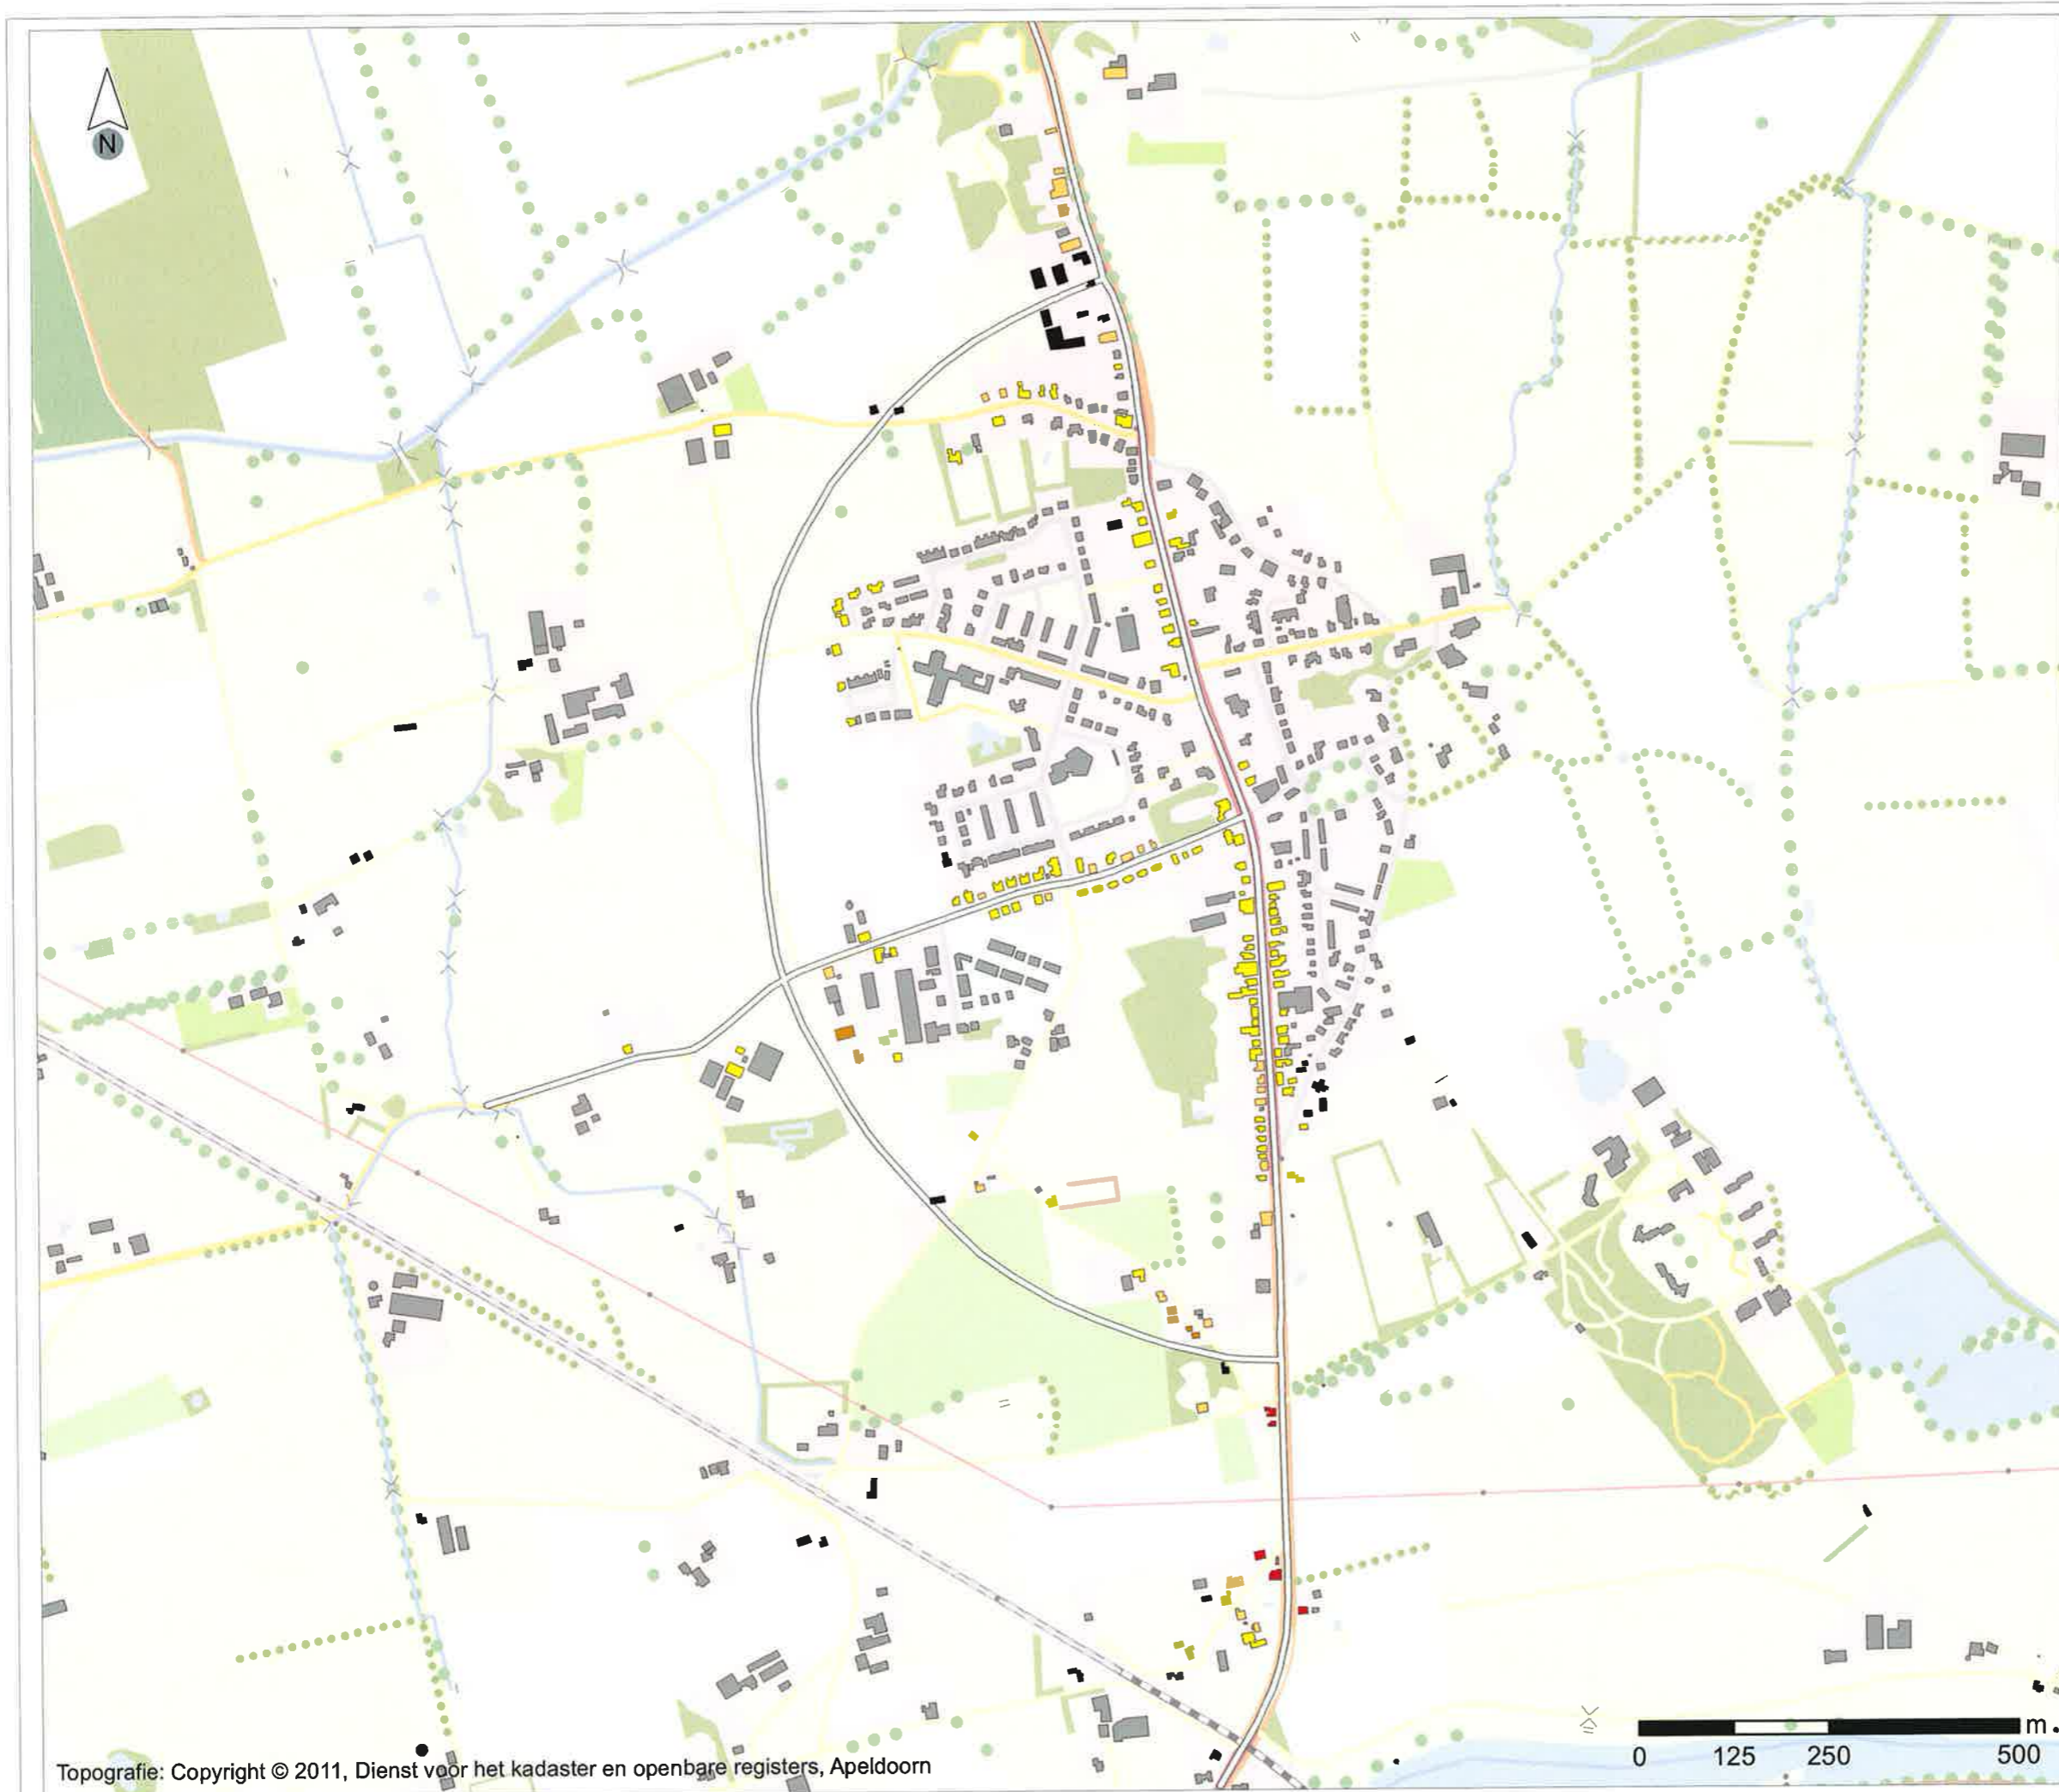 N
m
0 125 250 500
Topografie: Copyright © 2011, Dienst voor het kadaster en openbare registers, Apeldoorn